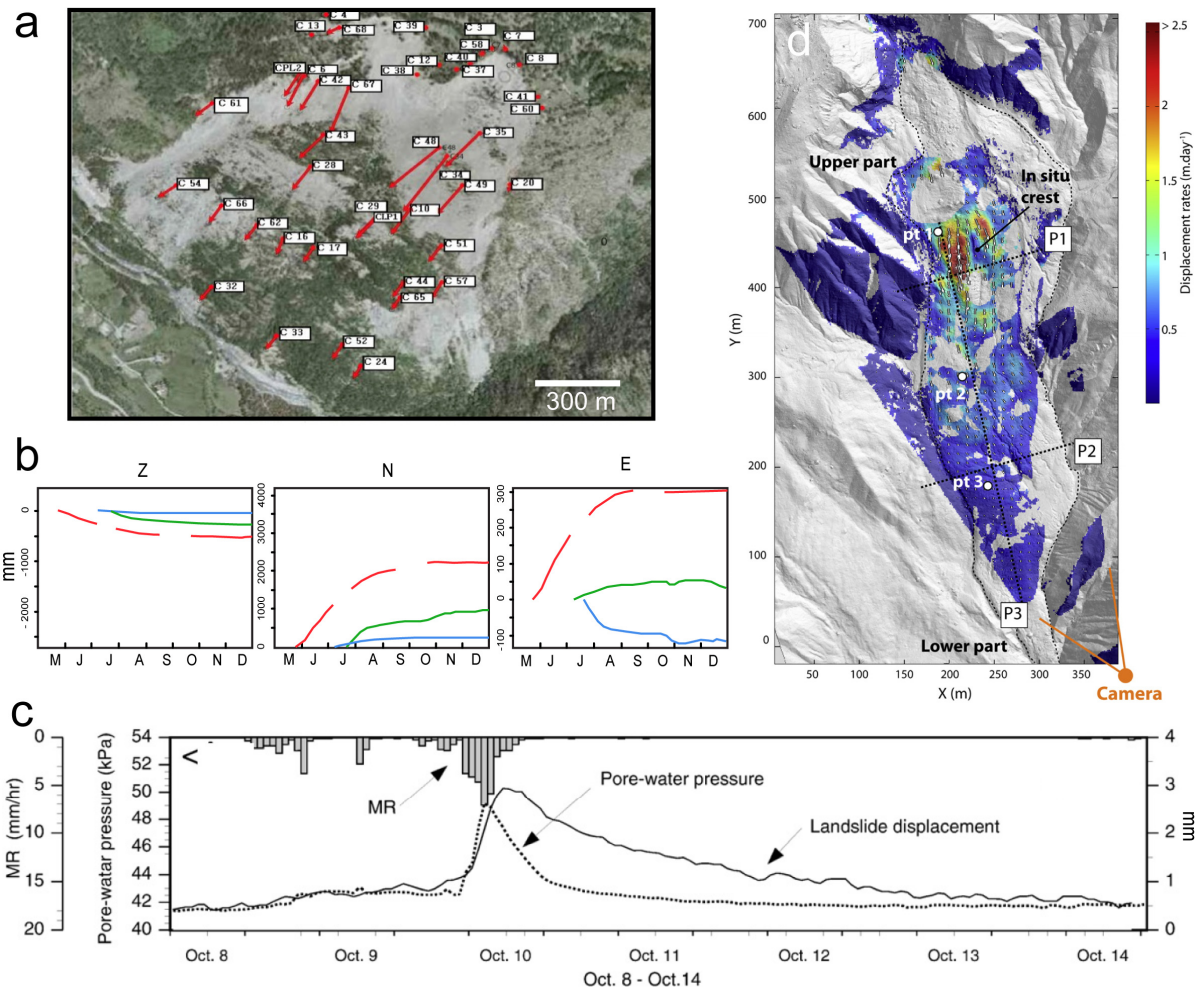 a
C 4
C 13
C 68
C 39
C 3
C 7
C 58
C 40
C 8
C 12
C 38
C 37
CPL2
C 6
C 42
C 67
C 41
C 60
C 61
C 43
C 48
C 35
C 28
C 34
C 49
C 20
C 54
C 66
C 29
CLP1
C10
C 62
C 16
C 17
C 51
C 32
C 44
C 57
C 65
C 33
C 52
C 24
300 m
b
Z
N
E
mm
0
-1000
- 2000
M J J A S O N D
4000
3000
2000
1000
0
M J J A S O N D
300
200
100
0
-100
M J J A S O N D
c
MR (mm/hr)
0
5
10
15
20
Pore-watar pressure (kPa)
54
52
50
48
46
44
42
40
<
MR
Pore-water pressure
Landslide displacement
4
3
2
1
0
mm
Oct. 8
Oct. 9
Oct. 10
Oct. 11
Oct. 12
Oct. 13
Oct. 14
Oct. 8 - Oct.14
d
700
600
500
400
300
200
100
0
Y (m)
Upper part
In situ
crest
pt 1
P1
pt 2
P2
pt 3
P3
Lower part
Camera
50 100 150 200 250 300 350
X (m)
> 2.5
2
1.5
1
0.5
Displacement rates (m.day⁻¹)